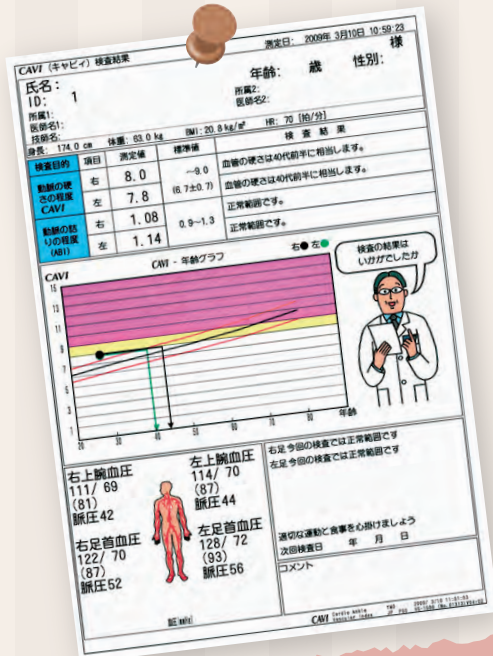 CAVI（キャビィ）検査結果
測定日: 2009年 3月10日 10:59:23
氏名:
様
ID: 1
年齢: 歳 性別:
所属1:
所属2:
医師名1:
医師名2:
技師名:
身長: 174.0 cm 体重: 63.0 kg BMI: 20.8 kg/m² HR: 70 [拍/分]
検査目的 項目 測定値 標準値 検 査 結 果
動脈の硬さの程度 CAVI
右 8.0 ～9.0 血管の硬さは40代前半に相当します。
左 7.8 (6.7±0.7) 血管の硬さは40代前半に相当します。
動脈の詰りの程度 (ABI)
右 1.08 0.9～1.3 正常範囲です。
左 1.14 正常範囲です。
CAVI - 年齢グラフ
右● 左●
CAVI
15
13
11
9
7
5
3
1
20 30 40 50 60 70 80
年齢
検査の結果は
いかがでしたか
右上腕血圧
111/ 69
(81)
脈圧42
左上腕血圧
114/ 70
(87)
脈圧44
右足首血圧
122/ 70
(87)
脈圧52
左足首血圧
128/ 72
(93)
脈圧56
右足今回の検査では正常範囲です
左足今回の検査では正常範囲です
適切な運動と食事を心掛けましょう
次回検査日 年 月 日
コメント
CAVI